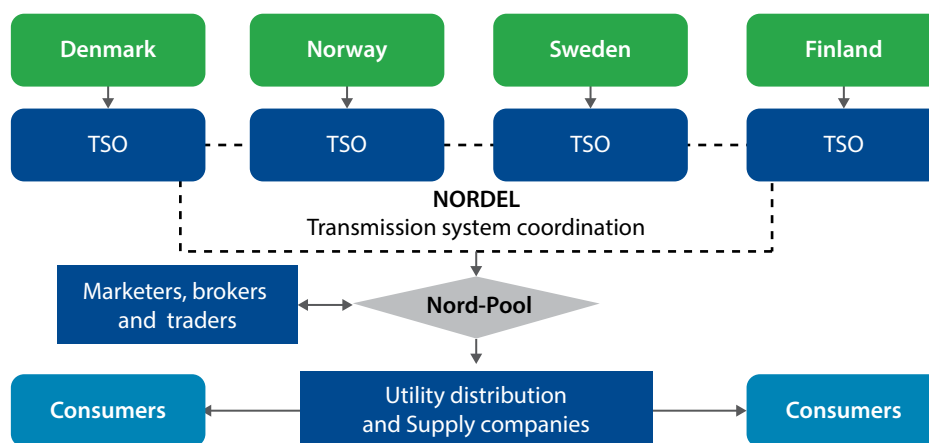 Denmark
Norway
Sweden
Finland
TSO
TSO
TSO
TSO
NORDEL
Transmission system coordination
Marketers, brokers
and traders
Nord-Pool
Consumers
Utility distribution
and Supply companies
Consumers